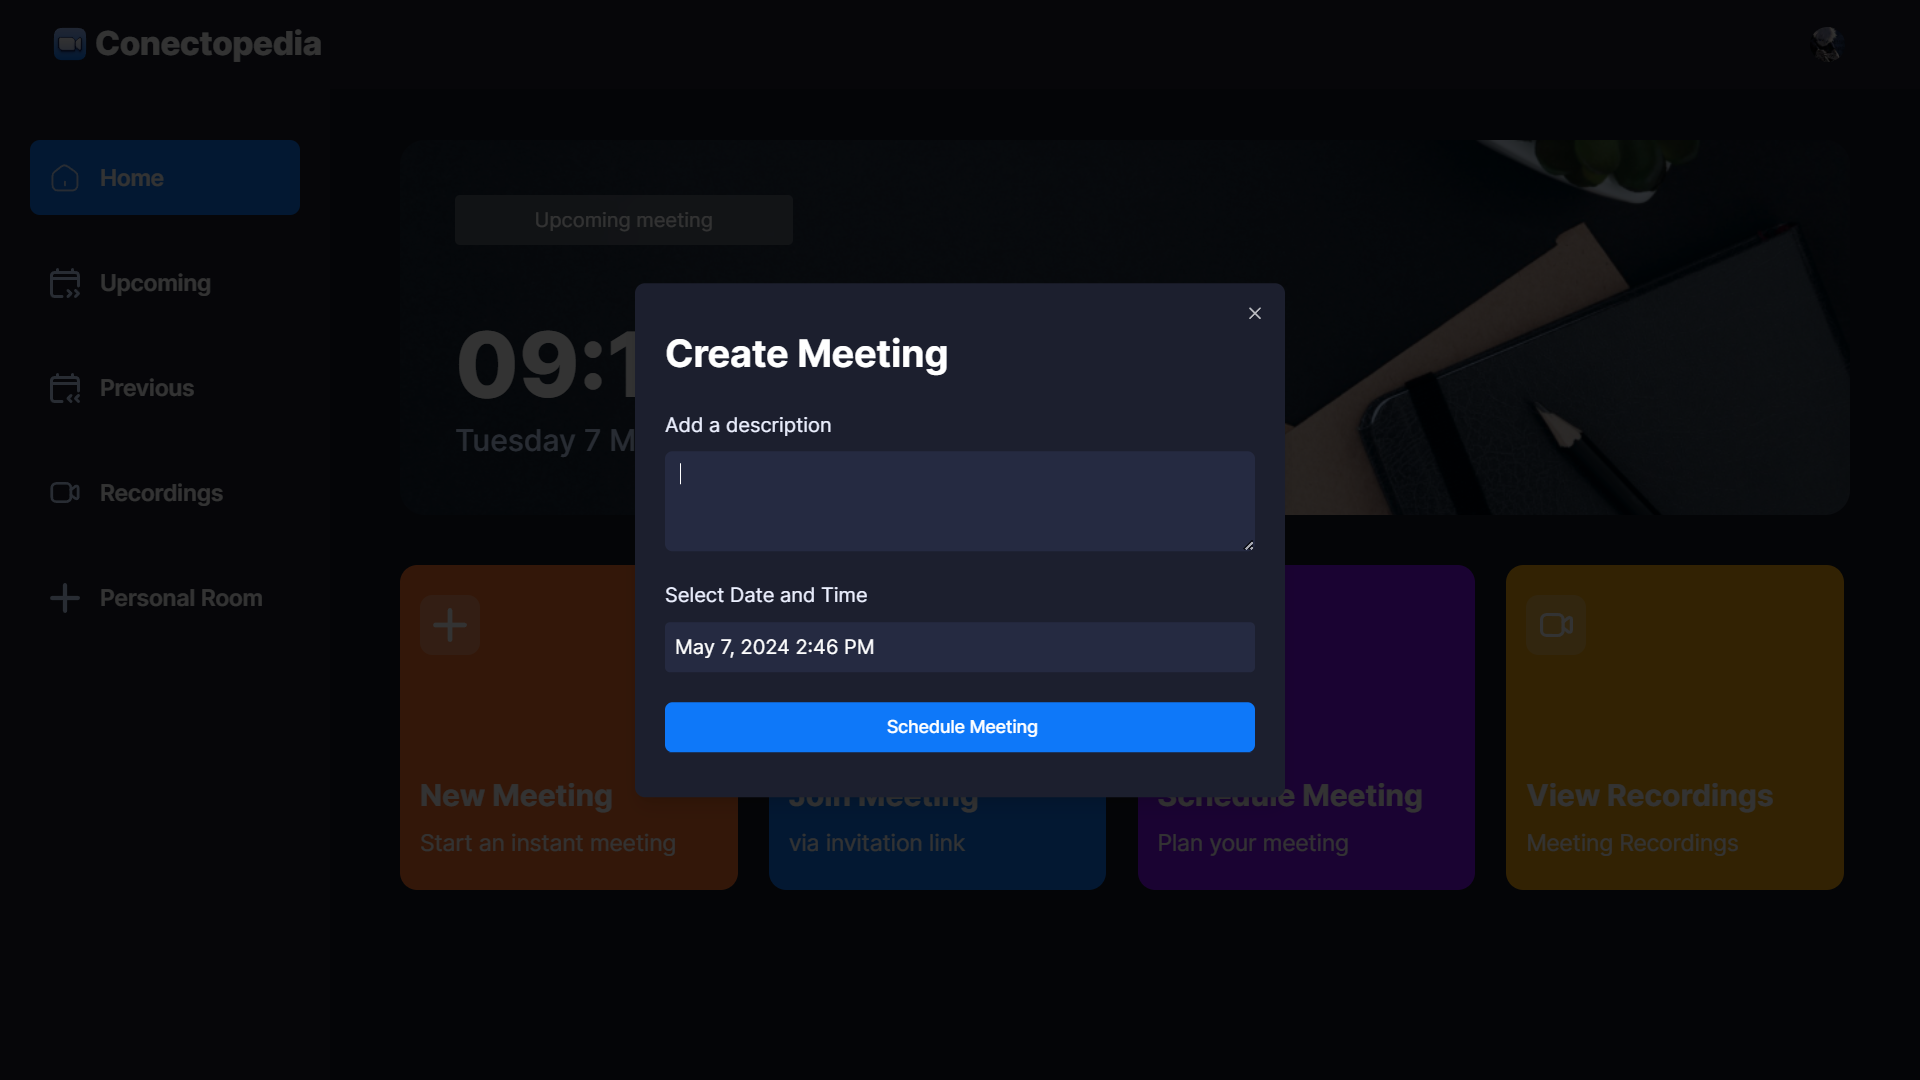 Conectopedia
Home
Upcoming
Previous
Recordings
Personal Room
Upcoming meeting
09:1
Tuesday 7 M
Create Meeting
Add a description
Select Date and Time
May 7, 2024 2:46 PM
Schedule Meeting
New Meeting
Start an instant meeting
Join Meeting
via invitation link
Schedule Meeting
Plan your meeting
View Recordings
Meeting Recordings